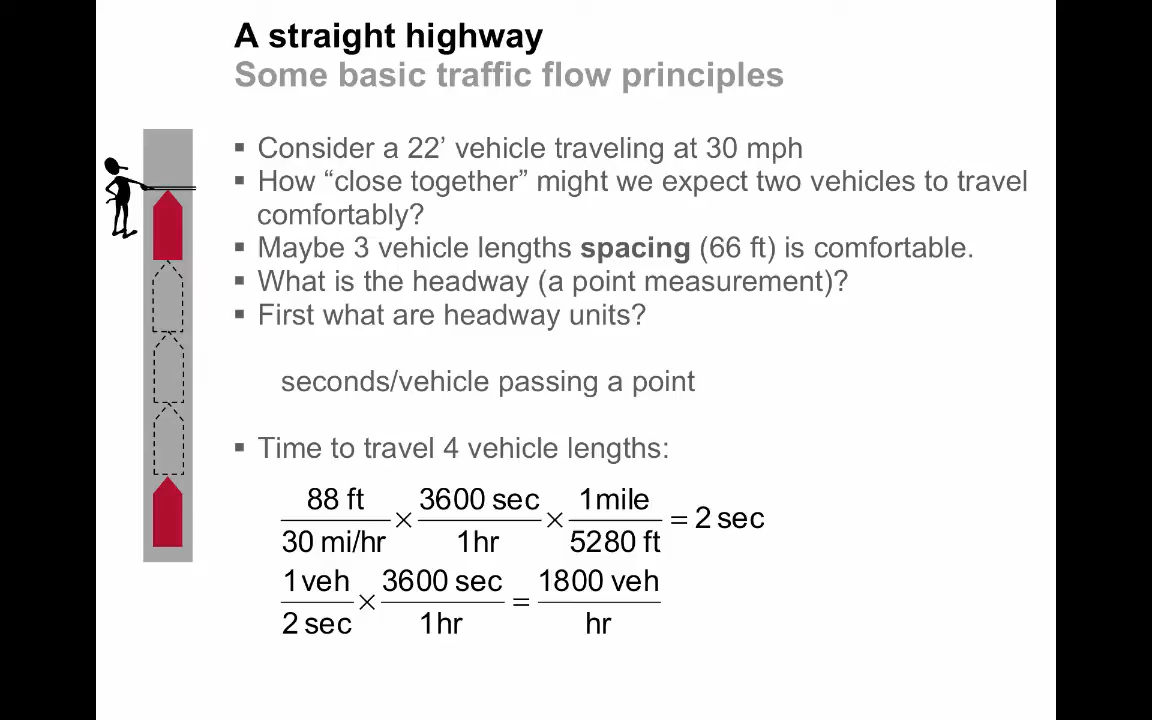 A straight highway
Some basic traffic flow principles
▪ Consider a 22’ vehicle traveling at 30 mph
▪ How “close together” might we expect two vehicles to travel
comfortably?
▪ Maybe 3 vehicle lengths spacing (66 ft) is comfortable.
▪ What is the headway (a point measurement)?
▪ First what are headway units?
seconds/vehicle passing a point
▪ Time to travel 4 vehicle lengths:
88 ft / 30 mi/hr × 3600 sec / 1hr × 1mile / 5280 ft = 2 sec
1 veh / 2 sec × 3600 sec / 1hr = 1800 veh / hr